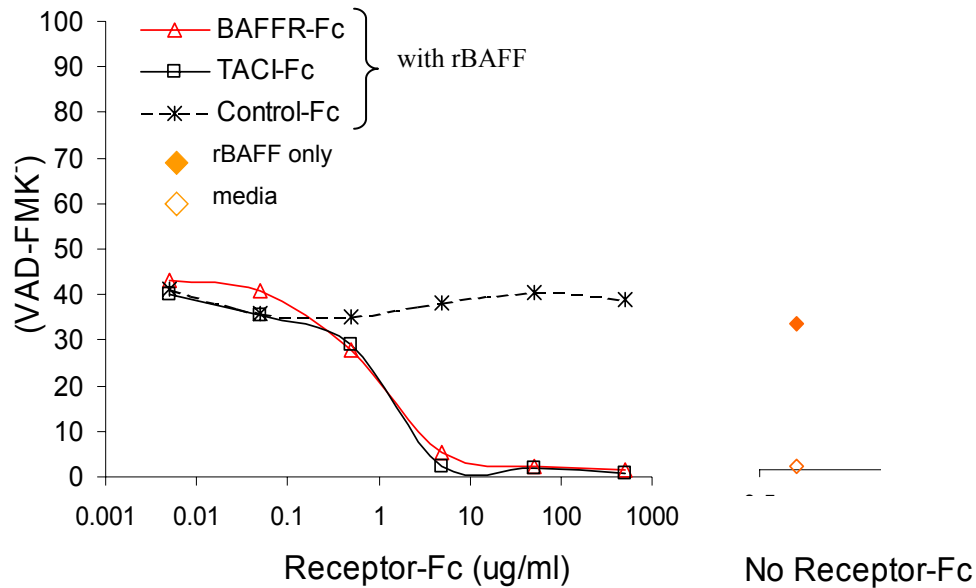 100
90
80
70
60
50
40
30
20
10
0
(VAD-FMK-)
BAFFR-Fc
TACI-Fc
Control-Fc
with rBAFF
rBAFF only
media
0.001 0.01 0.1 1 10 100 1000
Receptor-Fc (ug/ml)
No Receptor-Fc